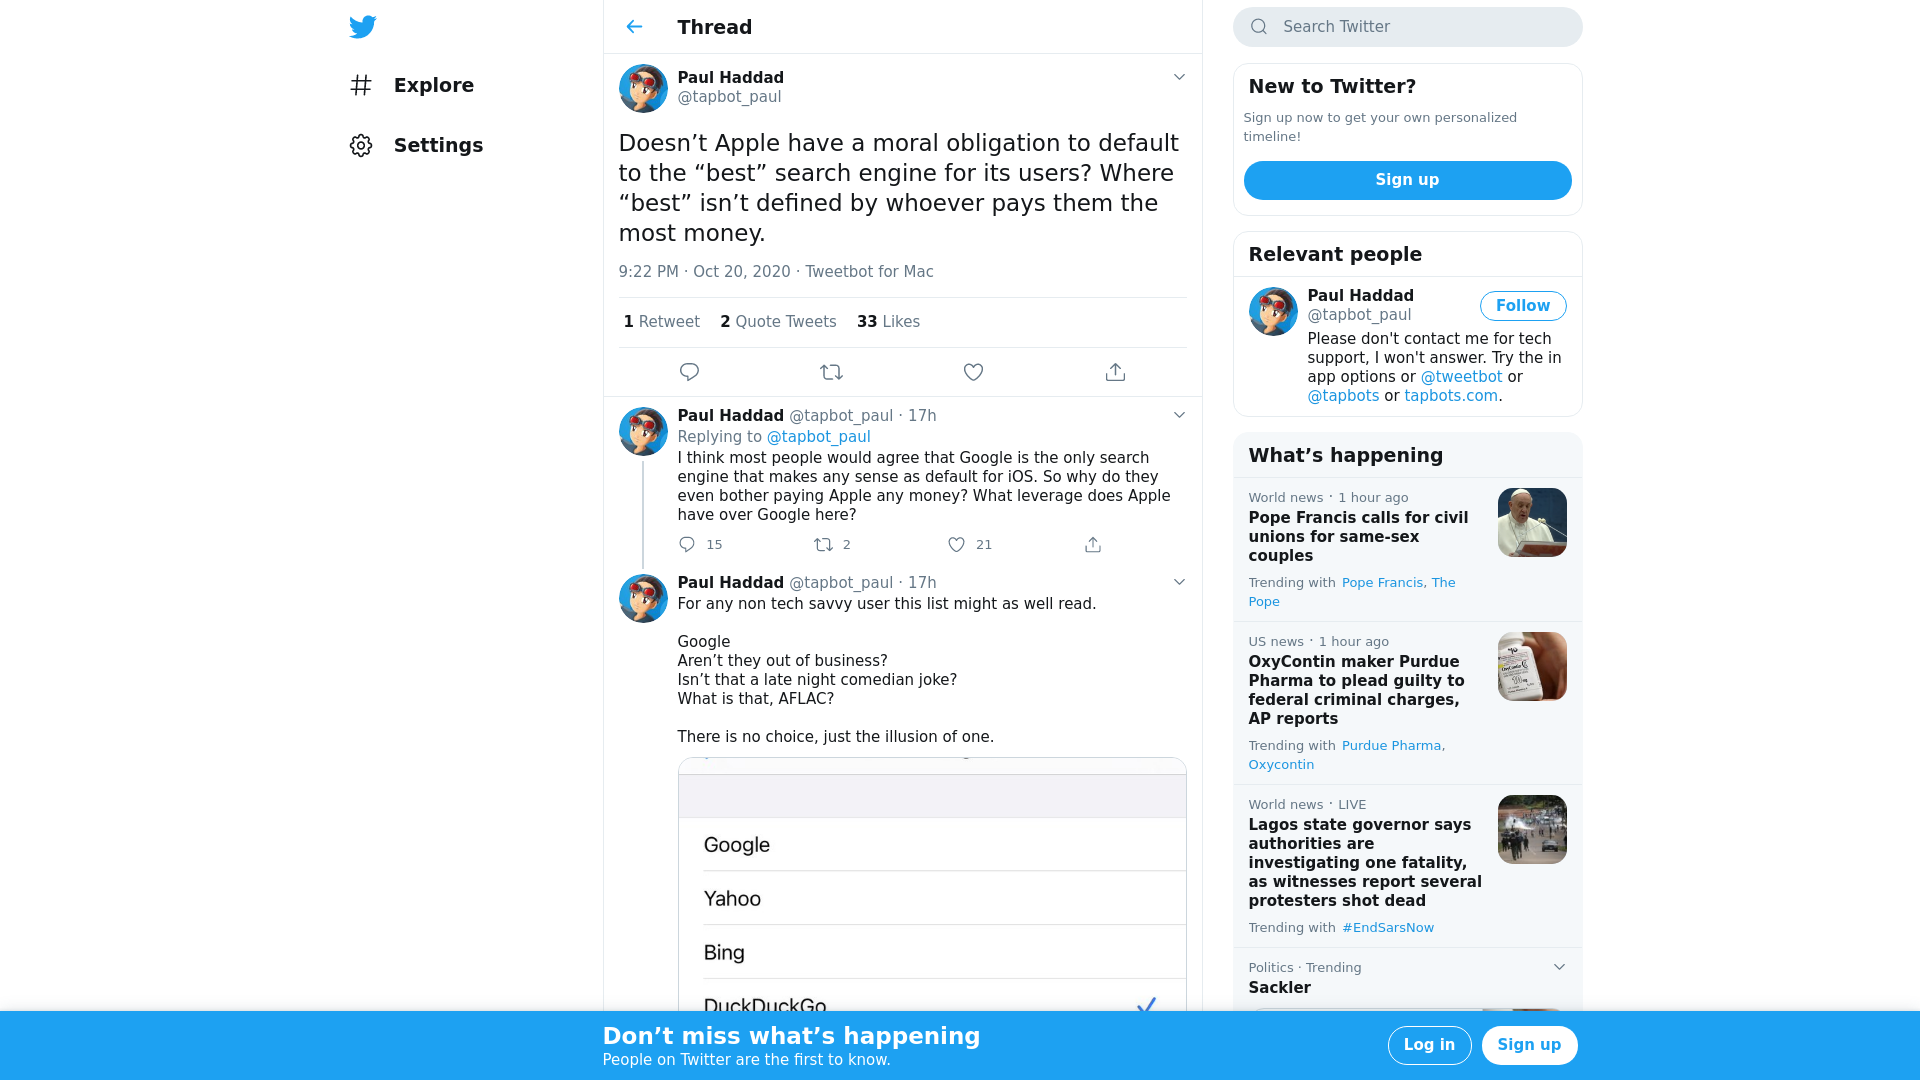 Explore
Settings
Thread
Paul Haddad
@tapbot_paul
Doesn’t Apple have a moral obligation to default
to the “best” search engine for its users? Where
“best” isn’t defined by whoever pays them the
most money.
9:22 PM · Oct 20, 2020 · Tweetbot for Mac
1 Retweet 2 Quote Tweets 33 Likes
Paul Haddad @tapbot_paul · 17h
Replying to @tapbot_paul
I think most people would agree that Google is the only search
engine that makes any sense as default for iOS. So why do they
even bother paying Apple any money? What leverage does Apple
have over Google here?
15 2 21
Paul Haddad @tapbot_paul · 17h
For any non tech savvy user this list might as well read.
Google
Aren’t they out of business?
Isn’t that a late night comedian joke?
What is that, AFLAC?
There is no choice, just the illusion of one.
Google
Yahoo
Bing
DuckDuckGo
Search Twitter
New to Twitter?
Sign up now to get your own personalized
timeline!
Sign up
Relevant people
Paul Haddad
@tapbot_paul
Follow
Please don't contact me for tech
support, I won't answer. Try the in
app options or @tweetbot or
@tapbots or tapbots.com.
What’s happening
World news · 1 hour ago
Pope Francis calls for civil
unions for same-sex
couples
Trending with Pope Francis, The
Pope
US news · 1 hour ago
OxyContin maker Purdue
Pharma to plead guilty to
federal criminal charges,
AP reports
Trending with Purdue Pharma,
Oxycontin
World news · LIVE
Lagos state governor says
authorities are
investigating one fatality,
as witnesses report several
protesters shot dead
Trending with #EndSarsNow
Politics · Trending
Sackler
Don’t miss what’s happening
People on Twitter are the first to know.
Log in
Sign up